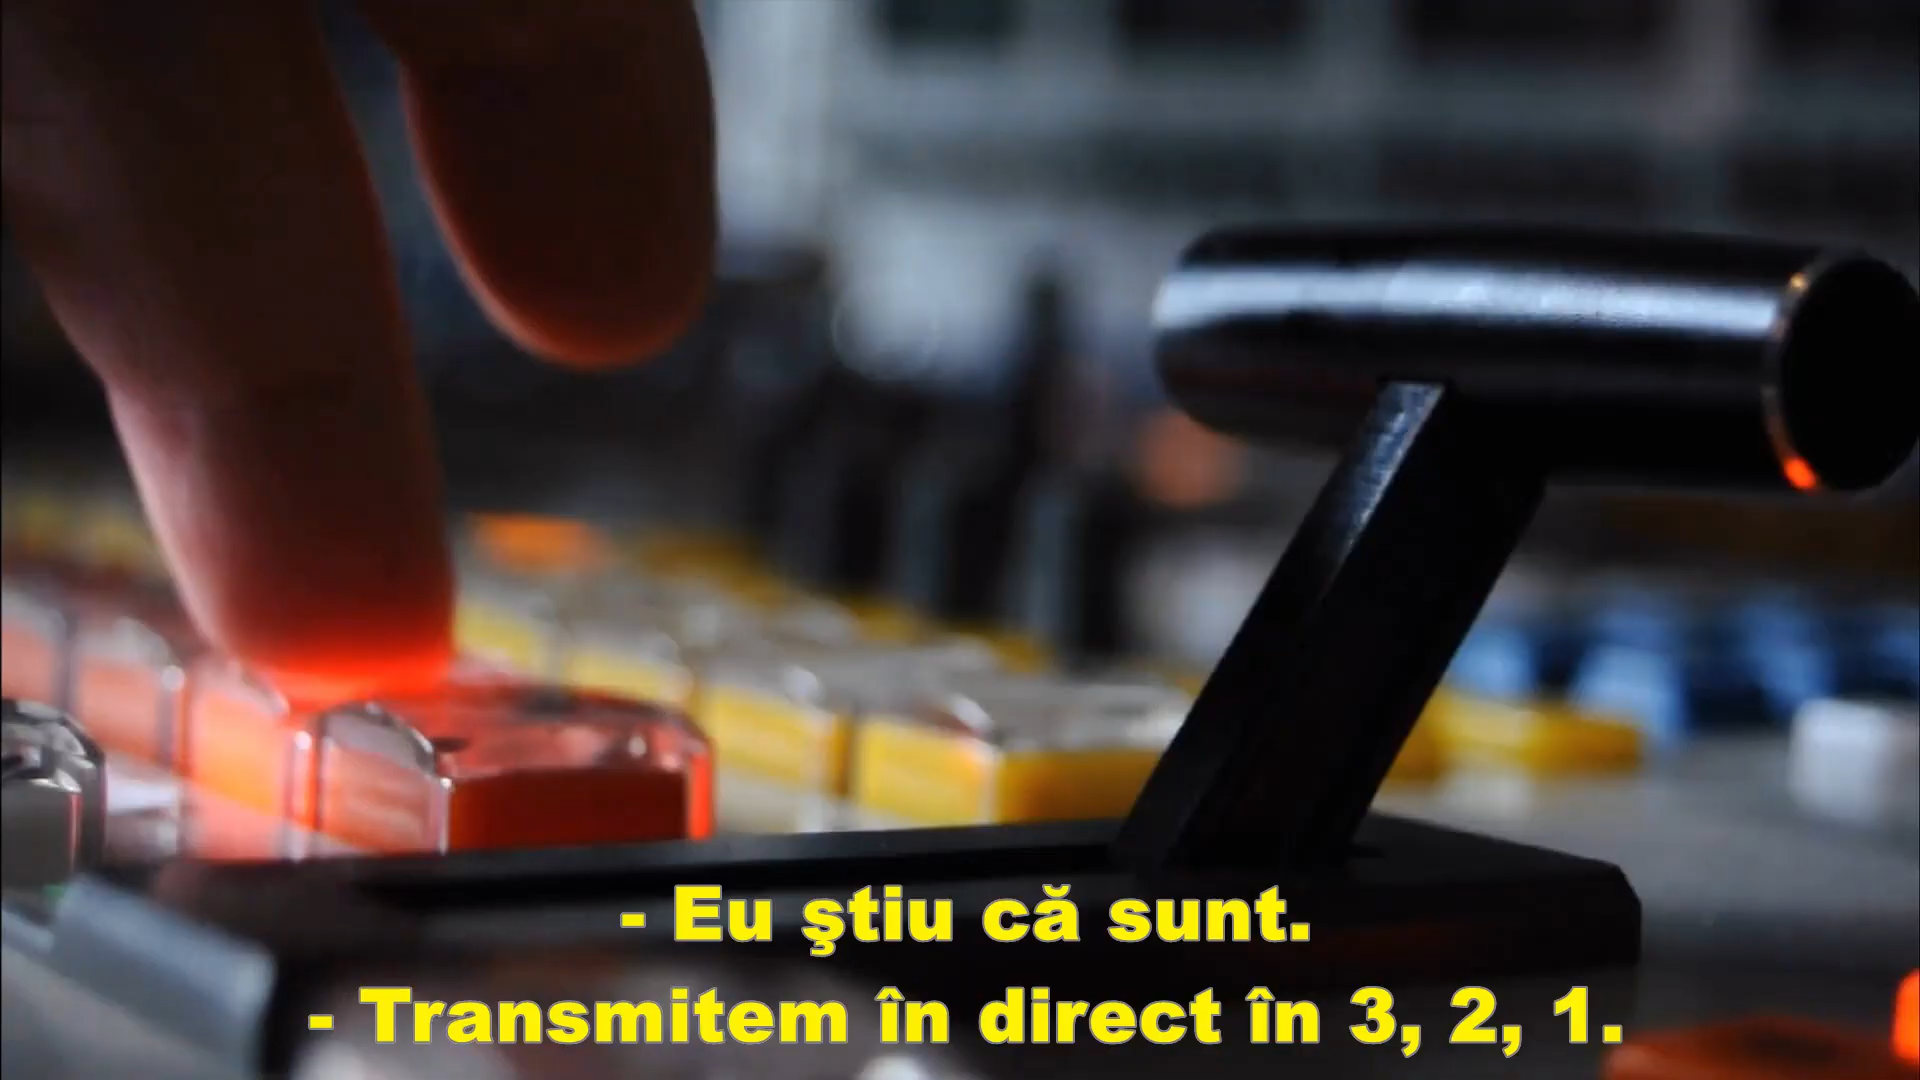 - Eu ştiu că sunt.
- Transmitem în direct în 3, 2, 1.